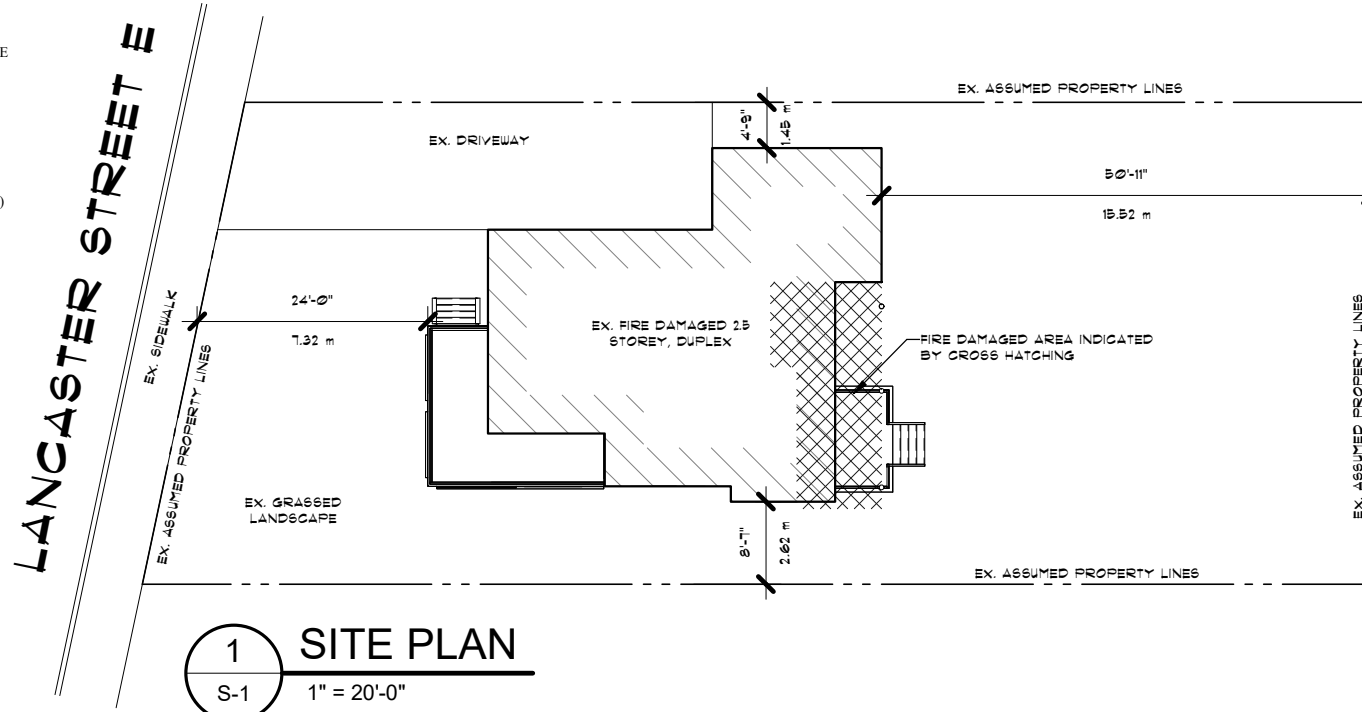 E
)
LANCASTER STREET E
EX. SIDEWALK
EX. ASSUMED PROPERTY LINES
EX. ASSUMED PROPERTY LINES
EX. DRIVEWAY
4'-9"
1.45 m
50'-11"
15.52 m
24'-0"
7.32 m
EX. FIRE DAMAGED 2.5
STOREY, DUPLEX
FIRE DAMAGED AREA INDICATED
BY CROSS HATCHING
EX. ASSUMED PROPERTY LINES
EX. GRASSED
LANDSCAPE
8'-7"
2.62 m
EX. ASSUMED PROPERTY LINES
1
S-1
SITE PLAN
1" = 20'-0"